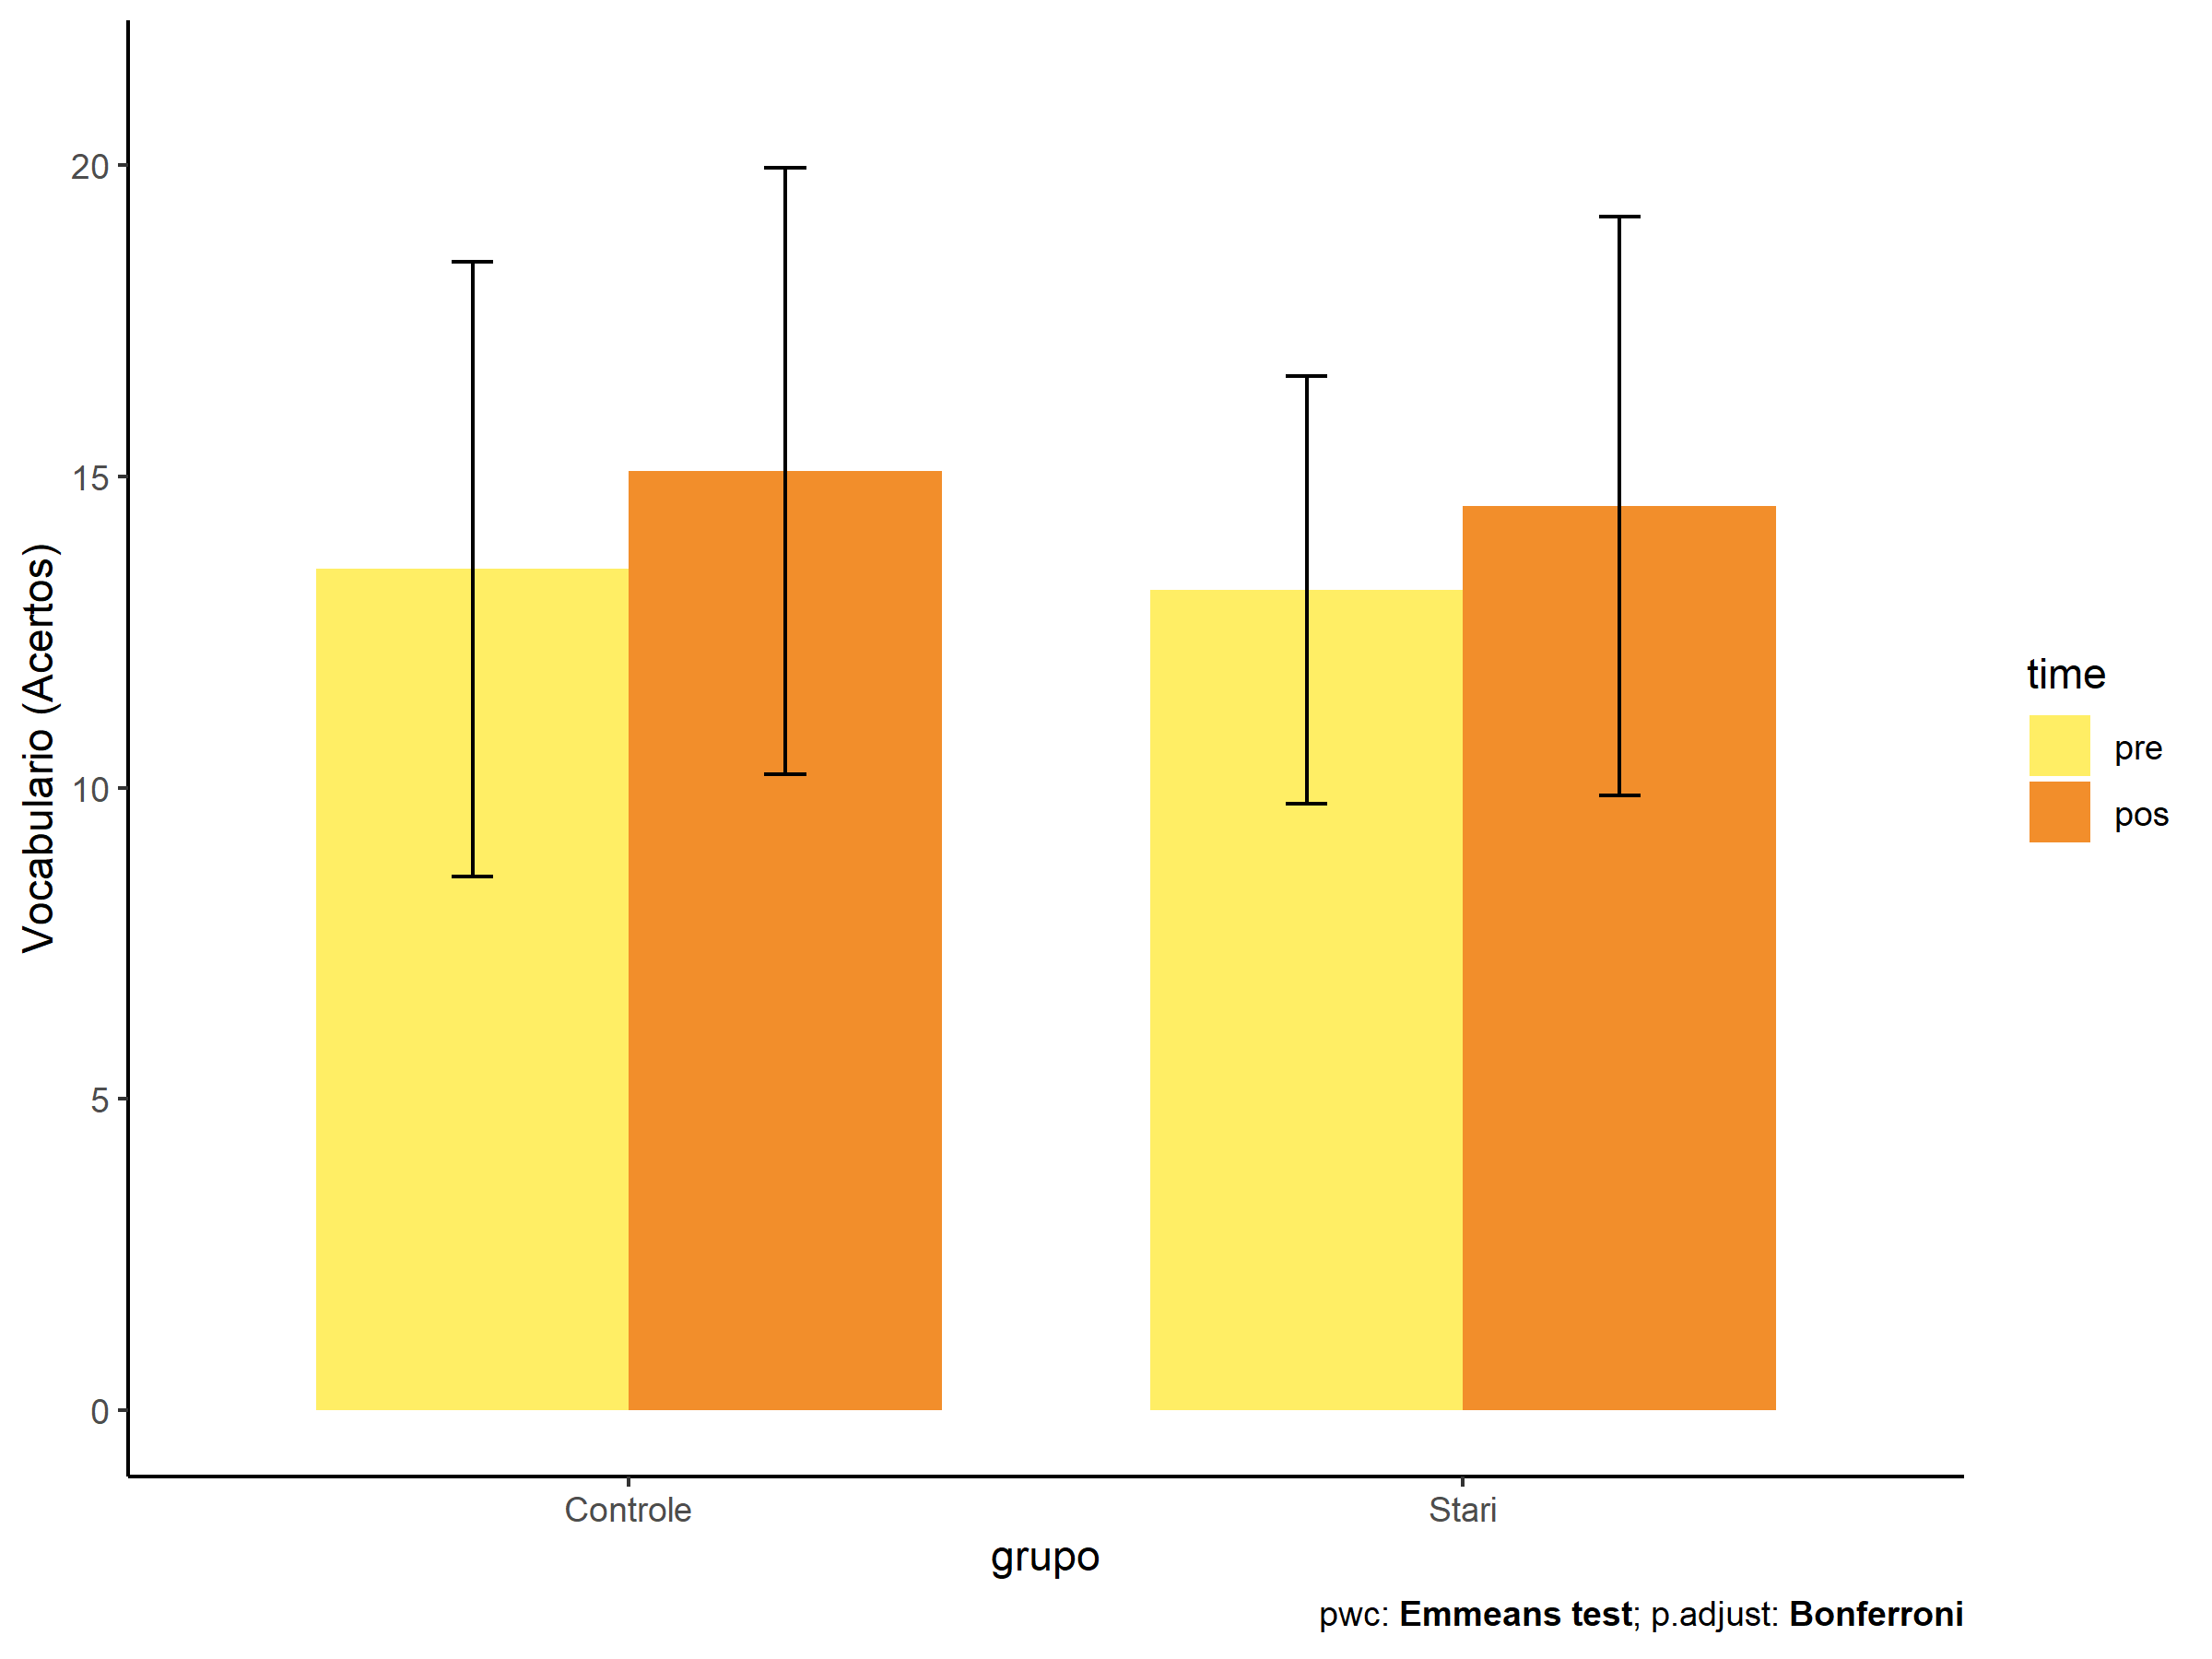 20
15
10
5
0
Vocabulario (Acertos)
Controle
Stari
grupo
time
pre
pos
pwc: Emmeans test; p.adjust: Bonferroni